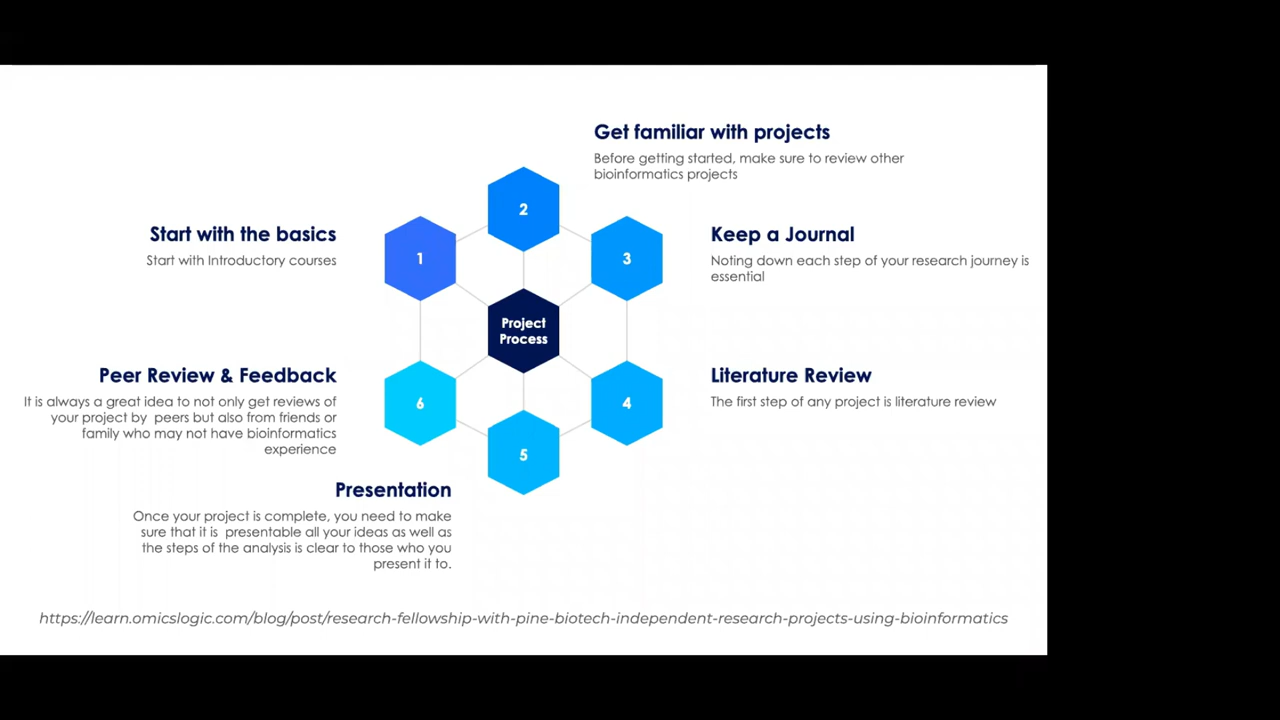 Get familiar with projects
Before getting started, make sure to review other
bioinformatics projects
2
Start with the basics
Start with Introductory courses
1
3
Keep a Journal
Noting down each step of your research journey is
essential
Project
Process
Peer Review & Feedback
It is always a great idea to not only get reviews of
your project by  peers but also from friends or
family who may not have bioinformatics
experience
6
4
Literature Review
The first step of any project is literature review
5
Presentation
Once your project is complete, you need to make
sure that it is  presentable all your ideas as well as
the steps of the analysis is clear to those who you
present it to.
https://learn.omicslogic.com/blog/post/research-fellowship-with-pine-biotech-independent-research-projects-using-bioinformatics